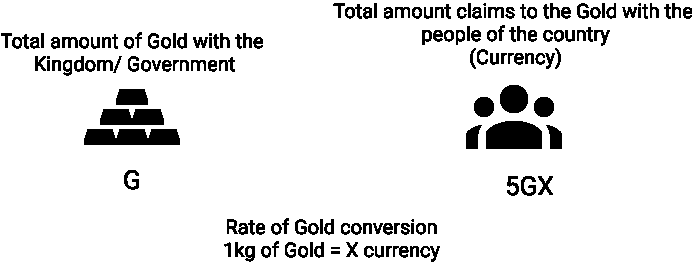 Total amount of Gold with the
Kingdom/ Government
G
Total amount claims to the Gold with the
people of the country
(Currency)
5GX
Rate of Gold conversion
1kg of Gold = X currency